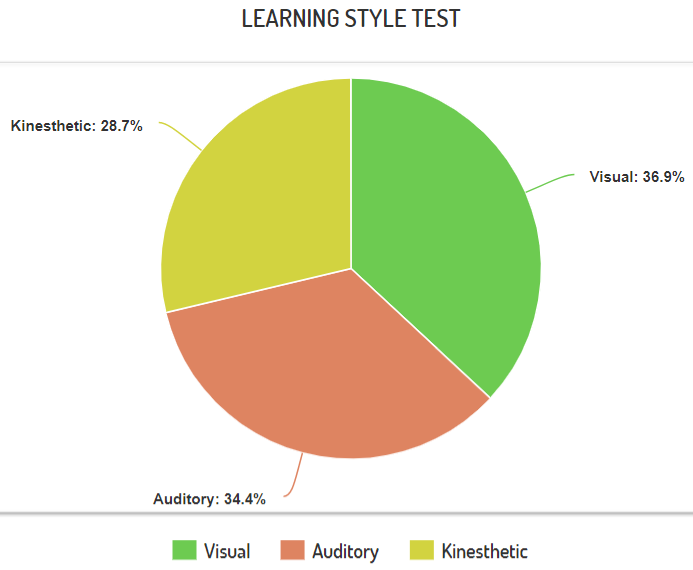 LEARNING STYLE TEST
Kinesthetic: 28.7%
Visual: 36.9%
Auditory: 34.4%
Visual
Auditory
Kinesthetic